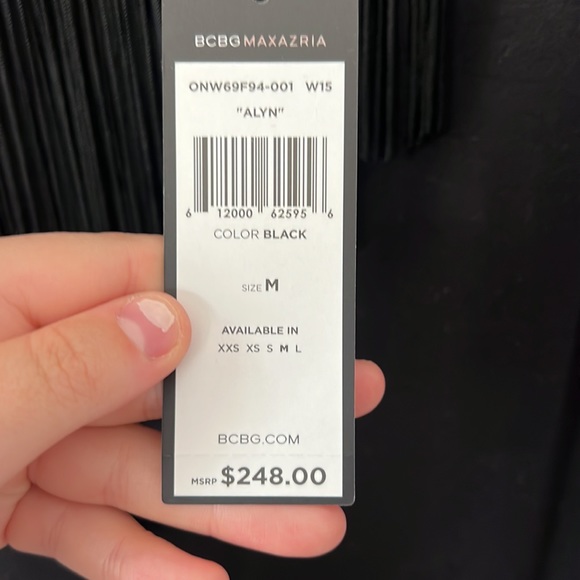 BCBGMAXAZRIA
ONW69F94-001 W15
"ALYN"
6 12000 62595 6
COLOR BLACK
SIZE M
AVAILABLE IN
XXS XS S M L
BCBG.COM
MSRP $248.00